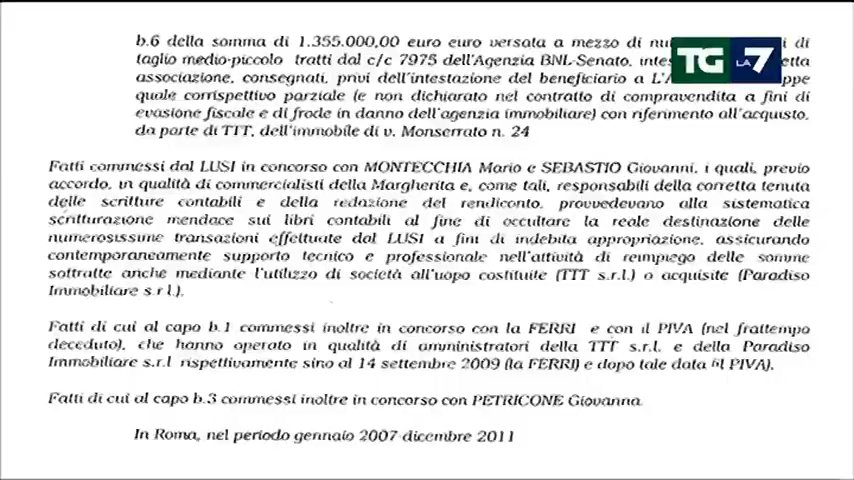 b.6 della somma di 1.355.000,00 euro euro versata a mezzo di di
taglio medio-piccolo tratti dal c/c 7975 dell'Agenzia BNL-Senato,
associazione, consegnati, privi dell'intestazione del beneficiario a
quale corrispettivo parziale (e non dichiarato nel contratto di compravendita a fini di
evasione fiscale e di frode in danno dell'agenzia immobiliare) con riferimento all'acquisto,
da parte di TTT, dell'immobile di v. Monserrato n. 24
TG LA 7
Fatti commessi dal LUSI in concorso con MONTECCHIA Mario e SEBASTIO Giovanni, i quali, previo
accordo, in qualità di commercialisti della Margherita e, come tali, responsabili della corretta tenuta
delle scritture contabili e della redazione del rendiconto, provvedevano alla sistematica
scritturazione mendace sui libri contabili al fine di occultare la reale destinazione delle
numerosissime transazioni effettuate dal LUSI a fini di indebita appropriazione, assicurando
contemporaneamente supporto tecnico e professionale nell'attività di reimpiego delle somme
sottratte anche mediante l'utilizzo di società all'uopo costituite (TTT s.r.l.) o acquisite (Paradiso
Immobiliare s r l.).
Fatti di cui al capo b.1 commessi inoltre in concorso con la FERRI e con il PIVA (nel frattempo
deceduto), che hanno operato in qualità di amministratori della TTT s.r.l. e della Paradiso
Immobiliare s.r.l rispettivamente sino al 14 settembre 2009 (la FERRI) e dopo tale data (il PIVA).
Fatti di cui al capo b.3 commessi inoltre in concorso con PETRICONE Giovanna
In Roma, nel periodo gennaio 2007-dicembre 2011